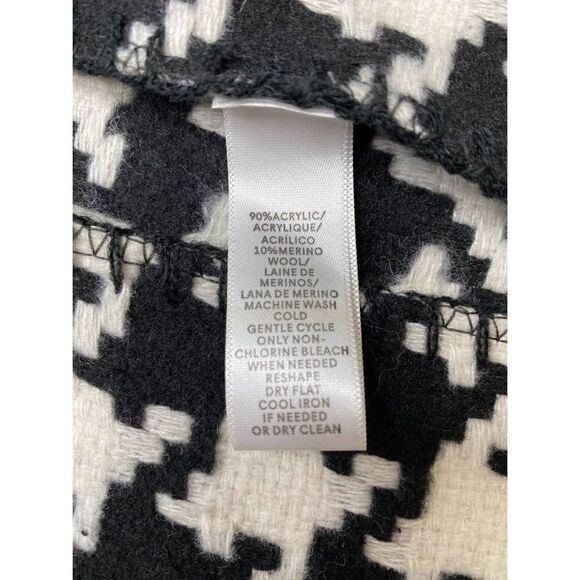 90%ACRYLIC/
ACRYLIQUE/
ACRÍLICO
10%MERINO
WOOL/
LAINE DE
MERINOS/
LANA DE MERINO
MACHINE WASH
COLD
GENTLE CYCLE
ONLY NON-
CHLORINE BLEACH
WHEN NEEDED
RESHAPE
DRY FLAT
COOL IRON
IF NEEDED
OR DRY CLEAN